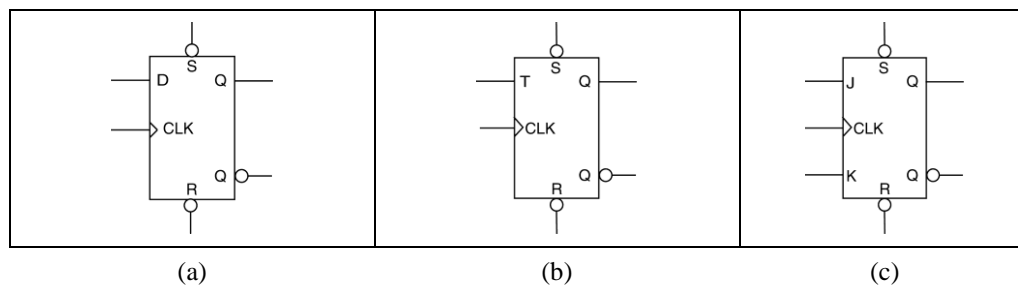 S S S
D Q T Q J Q
CLK CLK CLK
Q Q K Q
R R R
(a) (b) (c)